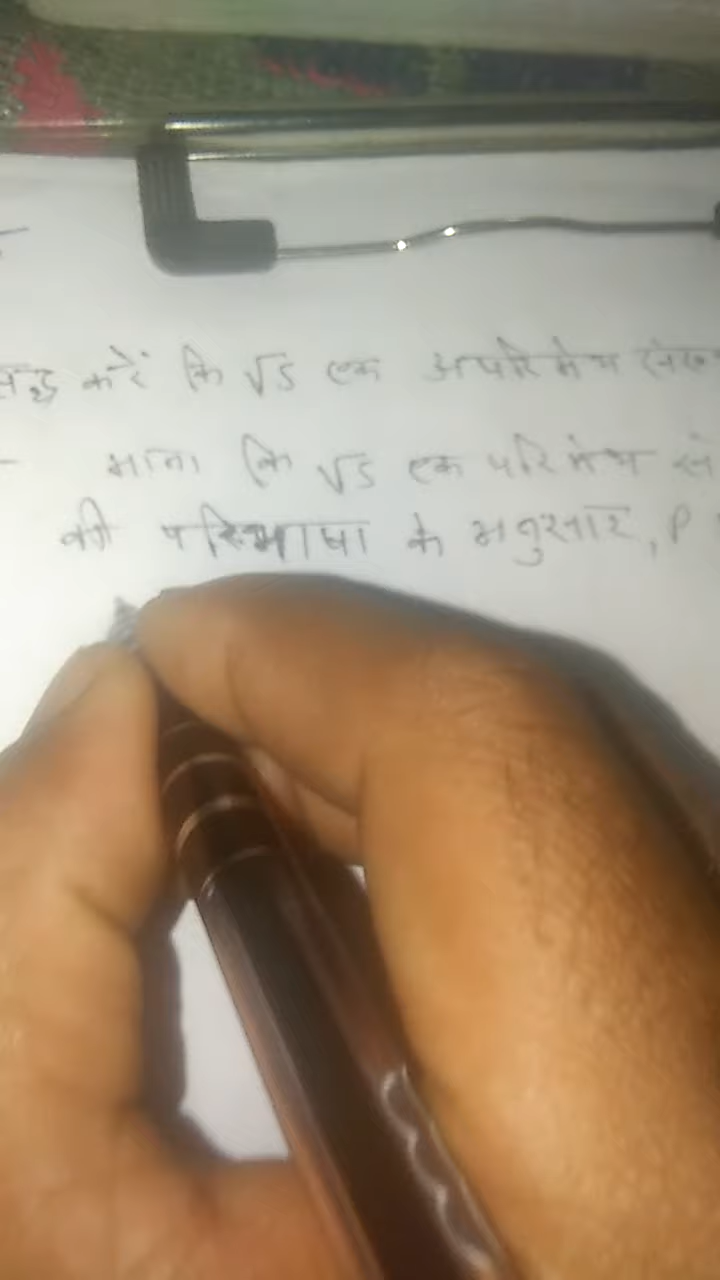 करें कि √5 एक अपरिमेय
माना कि √5 एक परिमेय
की परिभाषा के अनुसार, P